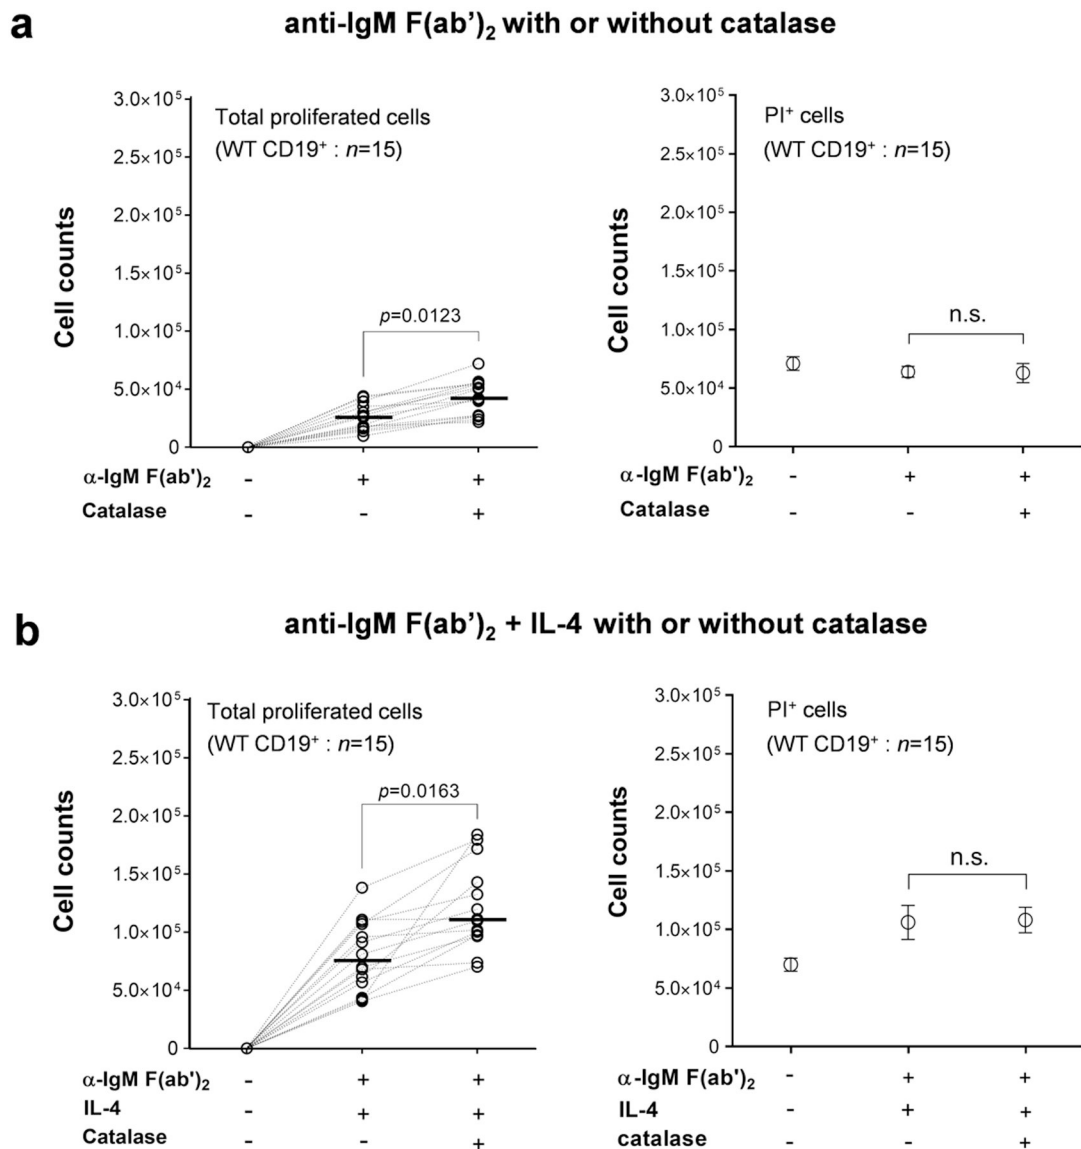 a
anti-IgM F(ab')₂ with or without catalase
Total proliferated cells
(WT CD19⁺ : n=15)
3.0×10⁵
2.5×10⁵
2.0×10⁵
1.5×10⁵
1.0×10⁵
5.0×10⁴
0
Cell counts
p=0.0123
α-IgM F(ab')₂ - + +
Catalase - - +
PI⁺ cells
(WT CD19⁺ : n=15)
3.0×10⁵
2.5×10⁵
2.0×10⁵
1.5×10⁵
1.0×10⁵
5.0×10⁴
0
Cell counts
n.s.
α-IgM F(ab')₂ - + +
Catalase - - +
b
anti-IgM F(ab')₂ + IL-4 with or without catalase
Total proliferated cells
(WT CD19⁺ : n=15)
3.0×10⁵
2.5×10⁵
2.0×10⁵
1.5×10⁵
1.0×10⁵
5.0×10⁴
0
Cell counts
p=0.0163
α-IgM F(ab')₂ - + +
IL-4 - + +
Catalase - - +
PI⁺ cells
(WT CD19⁺ : n=15)
3.0×10⁵
2.5×10⁵
2.0×10⁵
1.5×10⁵
1.0×10⁵
5.0×10⁴
0
Cell counts
n.s.
α-IgM F(ab')₂ - + +
IL-4 - + +
catalase - - +